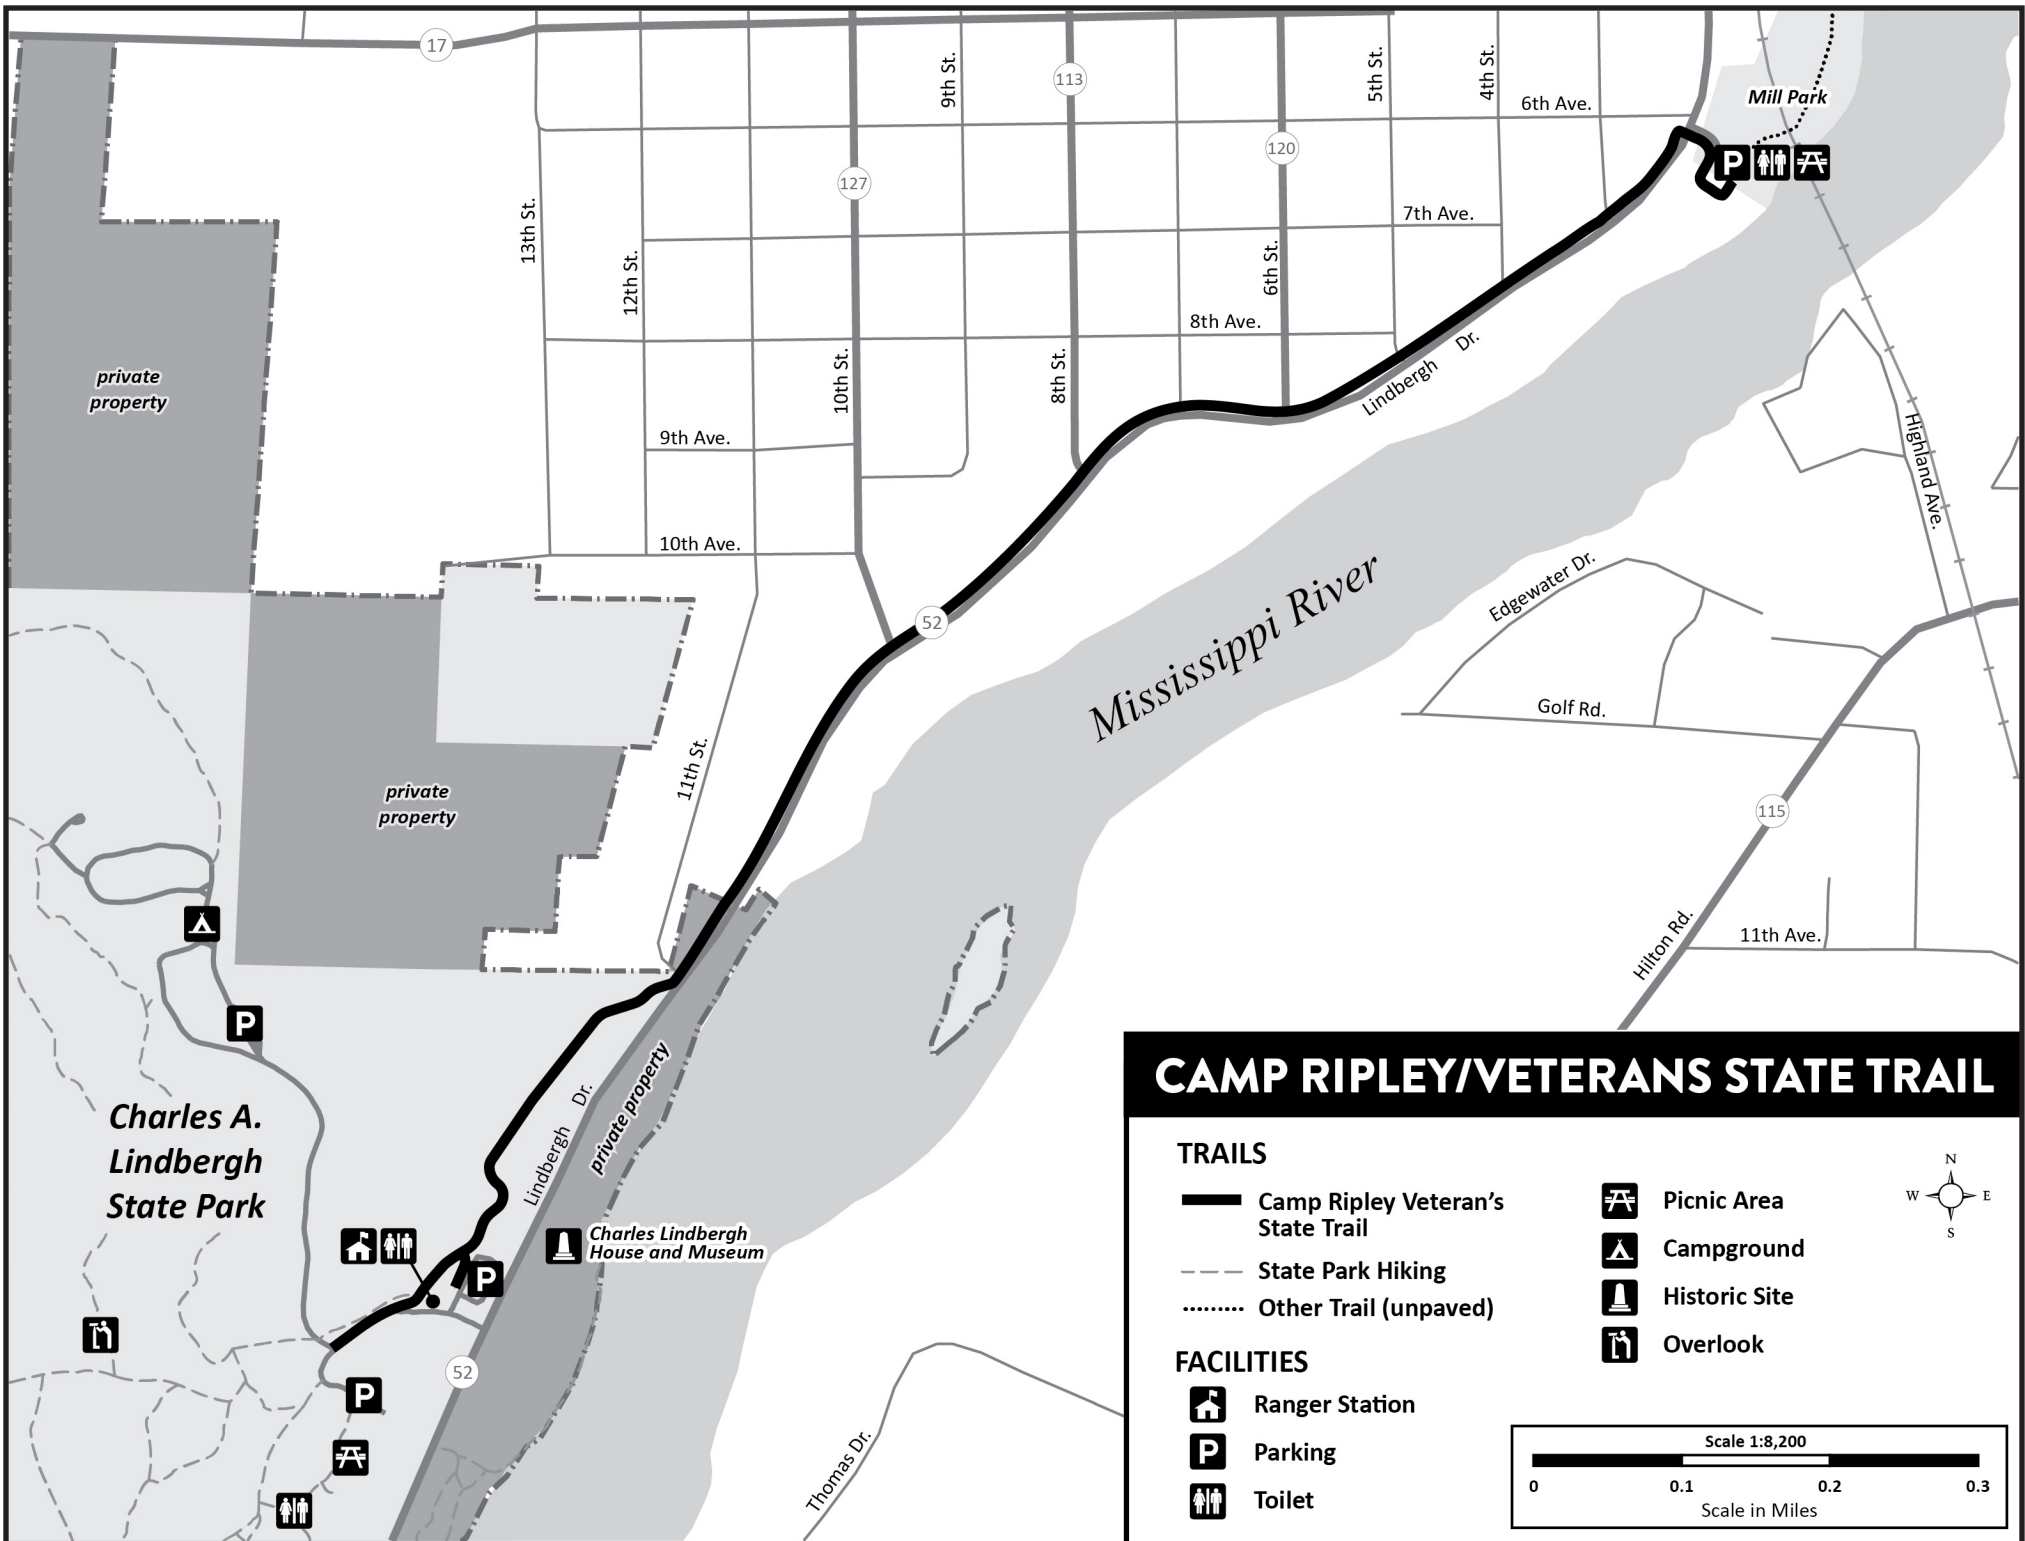 17
9th St.
113
5th St.
4th St.
6th Ave.
Mill Park
P
120
127
13th St.
12th St.
7th Ave.
6th St.
8th Ave.
Dr.
Lindbergh
private
property
10th St.
8th St.
9th Ave.
10th Ave.
Highland Ave.
52
Mississippi River
Edgewater Dr.
Golf Rd.
11th St.
private
property
115
Hilton Rd.
11th Ave.
P
Charles A.
Lindbergh
State Park
Dr.
Lindbergh
private property
Charles Lindbergh
House and Museum
P
52
P
Thomas Dr.
CAMP RIPLEY/VETERANS STATE TRAIL
TRAILS
Camp Ripley Veteran's
State Trail
State Park Hiking
Other Trail (unpaved)
FACILITIES
Ranger Station
P Parking
Toilet
Picnic Area
Campground
Historic Site
Overlook
N
W E
S
Scale 1:8,200
0 0.1 0.2 0.3
Scale in Miles